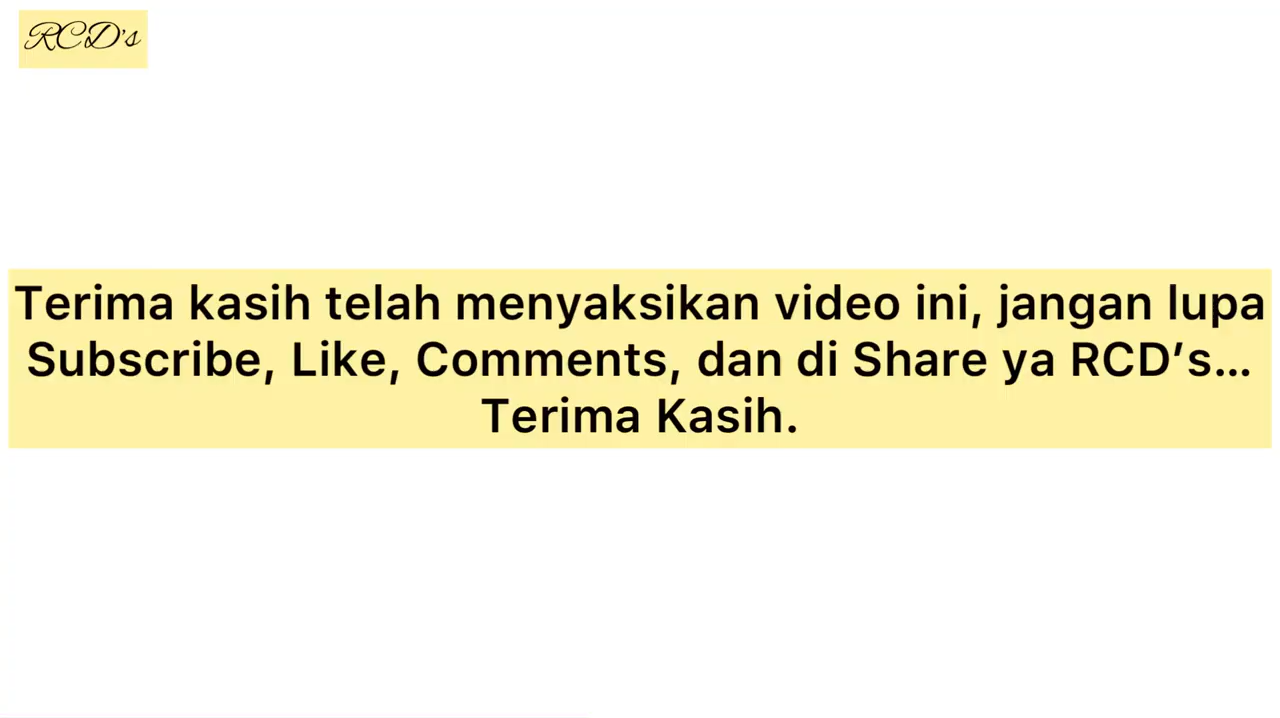 RCD's
Terima kasih telah menyaksikan video ini, jangan lupa
Subscribe, Like, Comments, dan di Share ya RCD’s...
Terima Kasih.